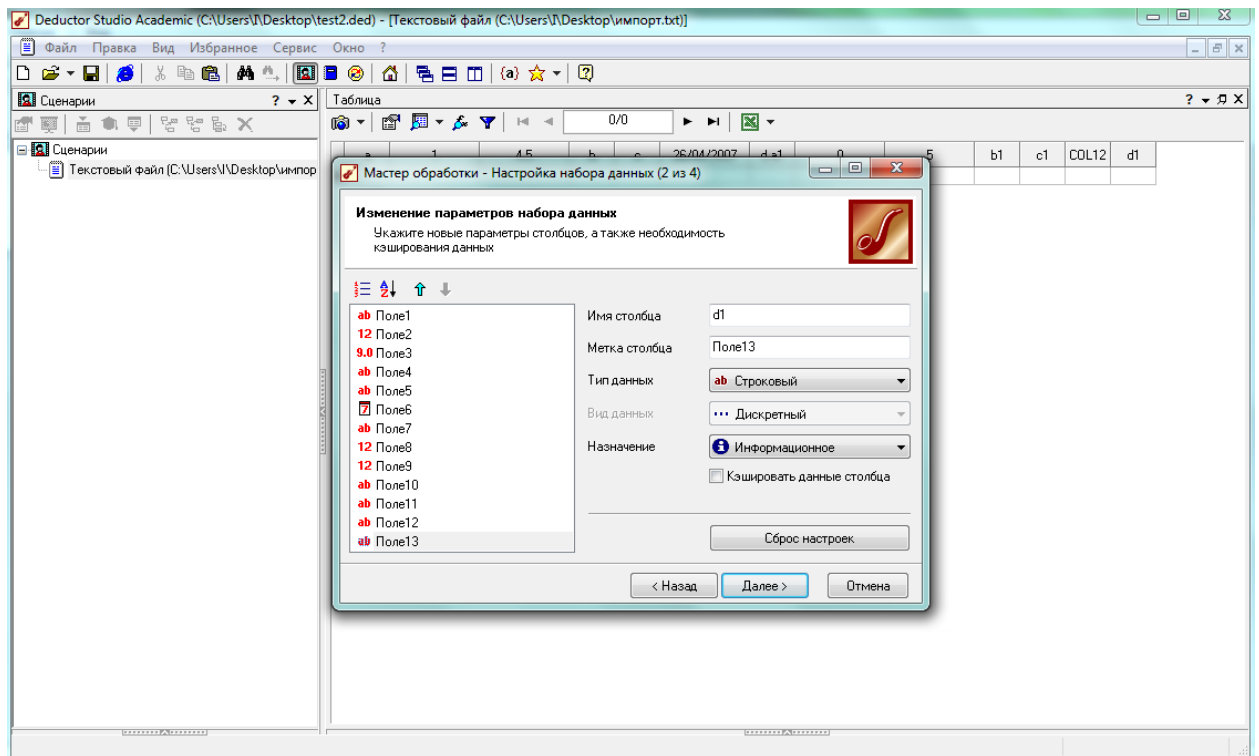 Deductor Studio Academic (C:\Users\I\Desktop\test2.ded) - [Текстовый файл (C:\Users\I\Desktop\импорт.txt)]
Файл Правка Вид Избранное Сервис Окно ?
Сценарии ? X
Таблица ? X
0/0
Сценарии
Текстовый файл (C:\Users\I\Desktop\импор
a 1 4.5 b c 26/04/2007 d a1 0 5 b1 c1 COL12 d1
Мастер обработки - Настройка набора данных (2 из 4)
Изменение параметров набора данных
Укажите новые параметры столбцов, а также необходимость
кэширования данных
ab Поле1
12 Поле2
9.0 Поле3
ab Поле4
ab Поле5
7 Поле6
ab Поле7
12 Поле8
12 Поле9
ab Поле10
ab Поле11
ab Поле12
ab Поле13
Имя столбца d1
Метка столбца Поле13
Тип данных ab Строковый
Вид данных Дискретный
Назначение Информационное
Кэшировать данные столбца
Сброс настроек
< Назад Далее > Отмена